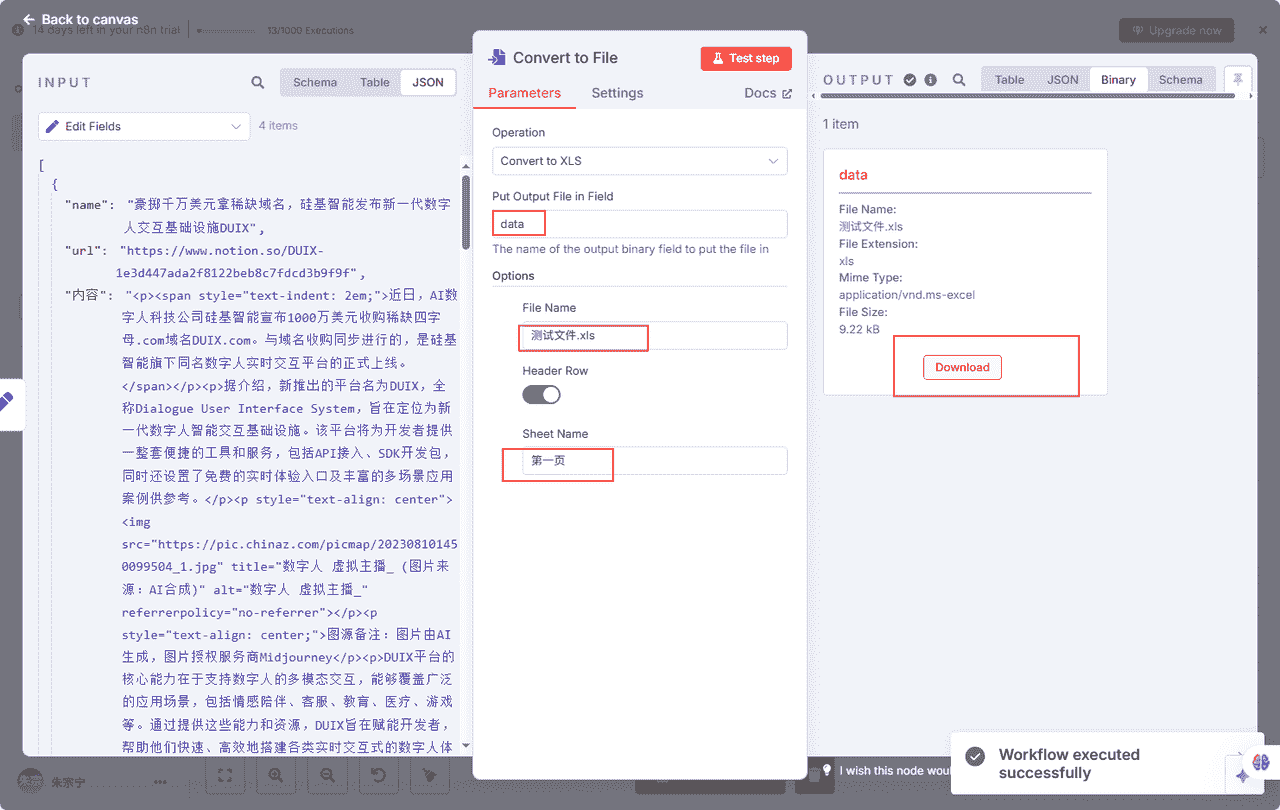 ← Back to canvas
14 days left in your n8n trial
13/1000 Executions
Upgrade now
INPUT
Schema
Table
JSON
Edit Fields
4 items
[
{
"name": "豪掷千万美元拿稀缺域名，硅基智能发布新一代数字
人交互基础设施DUIX",
"url": "https://www.notion.so/DUIX-
1e3d447ada2f8122beb8c7fdcd3b9f9f",
"内容": "<p><span style="text-indent: 2em;">近日，AI数
字人科技公司硅基智能宣布1000万美元收购稀缺四字
母.com域名DUIX.com。与域名收购同步进行的，是硅基
智能旗下同名数字人实时交互平台的正式上线。
</span></p><p>据介绍，新推出的平台名为DUIX，全
称Dialogue User Interface System，旨在定位为新
一代数字人智能交互基础设施。该平台将为开发者提供
一整套便捷的工具和服务，包括API接入、SDK开发包，
同时还设置了免费的实时体验入口及丰富的多场景应用
案例供参考。</p><p style="text-align: center">
<img
src="https://pic.chinaz.com/picmap/20230810145
0099504_1.jpg" title="数字人 虚拟主播_ (图片来
源：AI合成)" alt="数字人 虚拟主播_"
referrerpolicy="no-referrer"></p><p
style="text-align: center;">图源备注：图片由AI
生成，图片授权服务商Midjourney</p><p>DUIX平台的
核心能力在于支持数字人的多模态交互，能够覆盖广泛
的应用场景，包括情感陪伴、客服、教育、医疗、游戏
等。通过提供这些能力和资源，DUIX旨在赋能开发者，
帮助他们快速、高效地搭建各类实时交互式的数字人体
Convert to File
Test step
Parameters
Settings
Docs
Operation
Convert to XLS
Put Output File in Field
data
The name of the output binary field to put the file in
Options
File Name
测试文件.xls
Header Row
Sheet Name
第一页
OUTPUT
Table
JSON
Binary
Schema
1 item
data
File Name:
测试文件.xls
File Extension:
xls
Mime Type:
application/vnd.ms-excel
File Size:
9.22 kB
Download
I wish this node wou
Workflow executed
successfully
朱宗宁